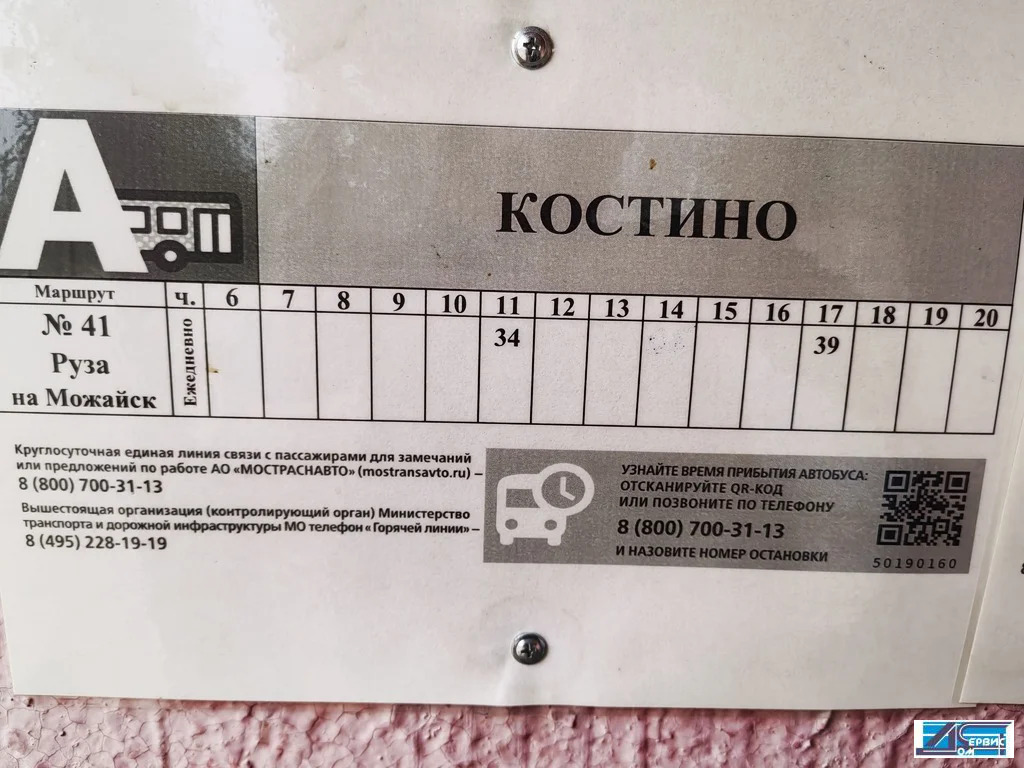 А
КОСТИНО
Маршрут ч. 6 7 8 9 10 11 12 13 14 15 16 17 18 19 20
№ 41
Руза
на Можайск
Ежедневно
34 39
Круглосуточная единая линия связи с пассажирами для замечаний
или предложений по работе АО «МОСТРАСНАВТО» (mostransavto.ru) –
8 (800) 700-31-13
Вышестоящая организация (контролирующий орган) Министерство
транспорта и дорожной инфраструктуры МО телефон «Горячей линии» –
8 (495) 228-19-19
УЗНАЙТЕ ВРЕМЯ ПРИБЫТИЯ АВТОБУСА:
ОТСКАНИРУЙТЕ QR-КОД
ИЛИ ПОЗВОНИТЕ ПО ТЕЛЕФОНУ
8 (800) 700-31-13
И НАЗОВИТЕ НОМЕР ОСТАНОВКИ
50190160
СЕРВИС
ДОМ